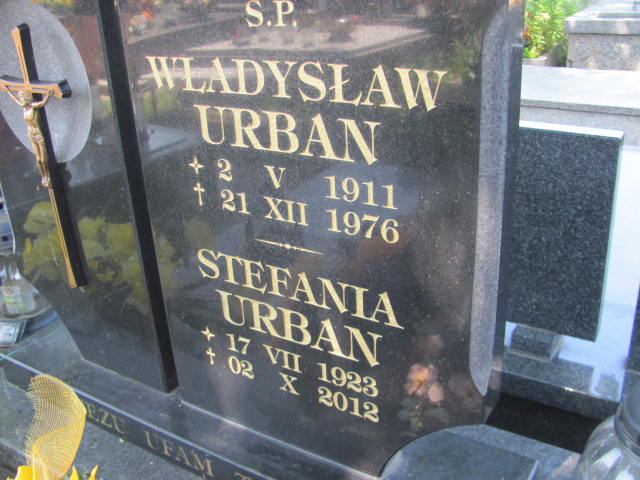 S.P.
WŁADYSŁAW
URBAN
2 V 1911
† 21 XII 1976
STEFANIA
URBAN
17 VII 1923
† 02 X 2012
UFAM